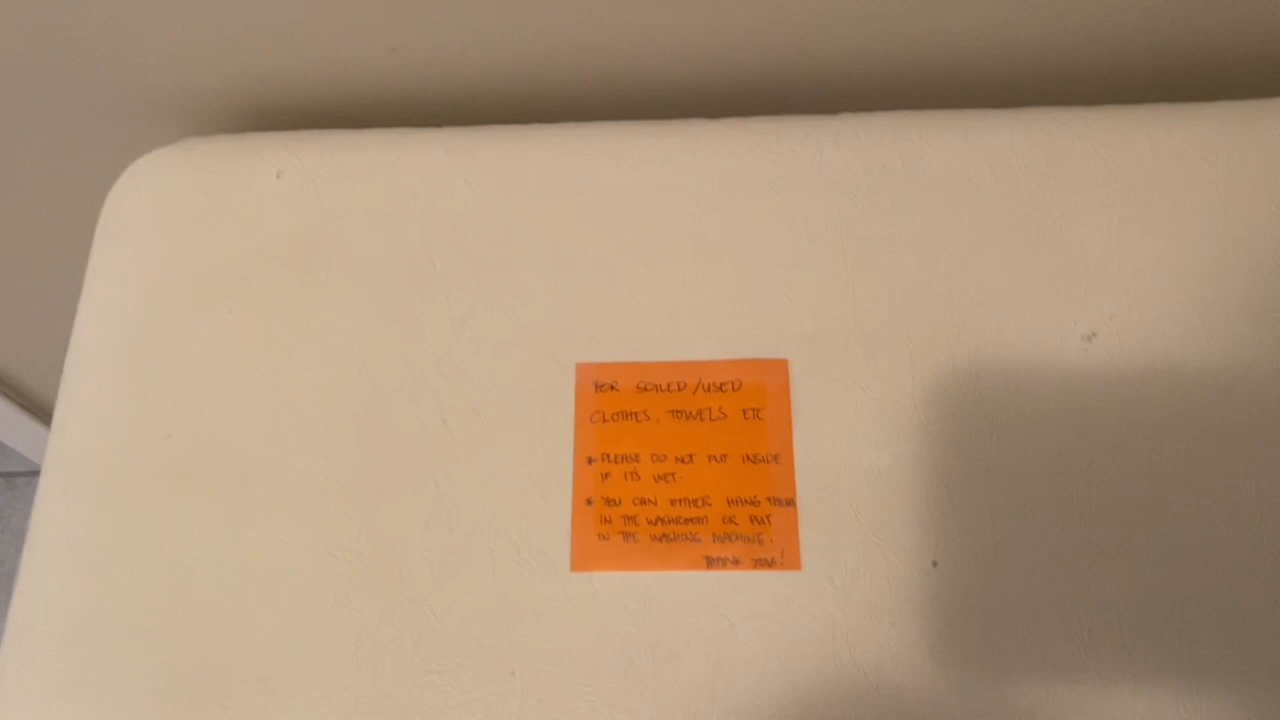 FOR SOILED/USED
CLOTHES, TOWELS ETC
* PLEASE DO NOT PUT INSIDE
IF IT'S WET.
* YOU CAN EITHER HANG THEM
IN THE WASHROOM OR PUT
IN THE WASHING MACHINE.
THANK YOU!